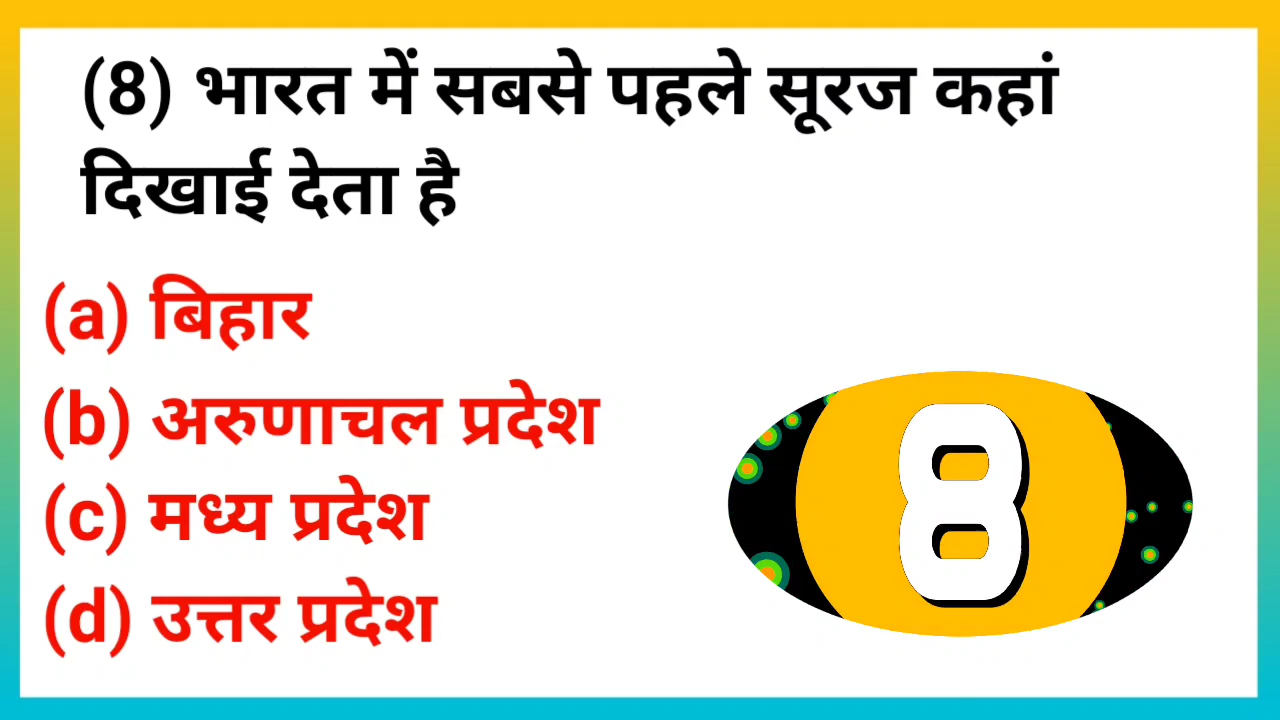 (8) भारत में सबसे पहले सूरज कहां
दिखाई देता है
(a) बिहार
(b) अरुणाचल प्रदेश
(c) मध्य प्रदेश
(d) उत्तर प्रदेश
8